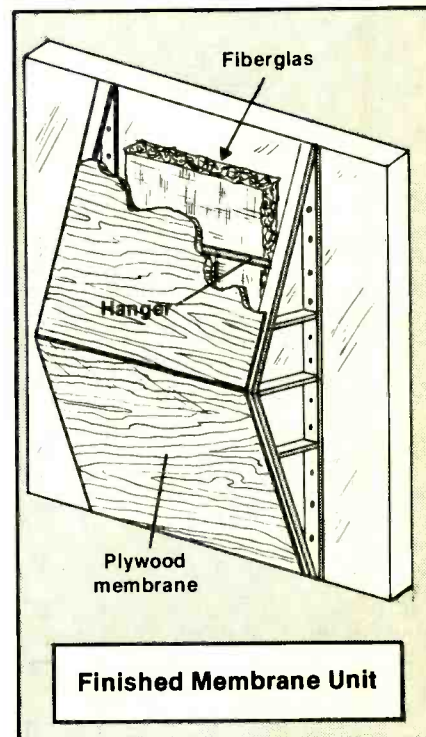 Fiberglas
Hanger
Plywood
membrane
Finished Membrane Unit